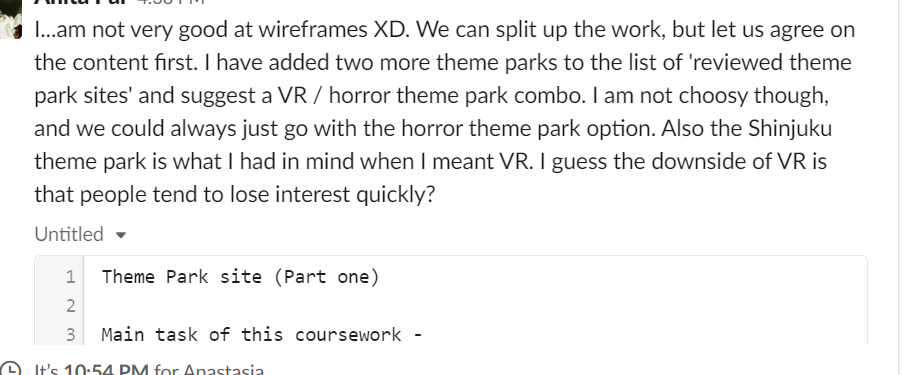 I...am not very good at wireframes XD. We can split up the work, but let us agree on
the content first. I have added two more theme parks to the list of 'reviewed theme
park sites' and suggest a VR / horror theme park combo. I am not choosy though,
and we could always just go with the horror theme park option. Also the Shinjuku
theme park is what I had in mind when I meant VR. I guess the downside of VR is
that people tend to lose interest quickly?
Untitled
1 Theme Park site (Part one)
2
3 Main task of this coursework -
It's 10:54 PM for Anastasia